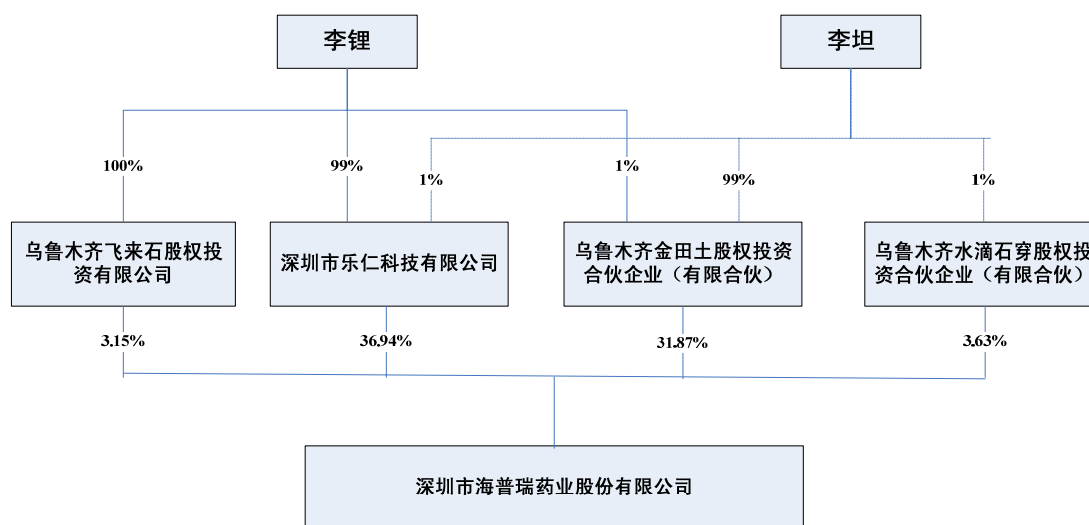 李锂
李坦
100%
99%
1%
1%
99%
1%
乌鲁木齐飞来石股权投
资有限公司
深圳市乐仁科技有限公司
乌鲁木齐金田土股权投资
合伙企业（有限合伙）
乌鲁木齐水滴石穿股权投
资合伙企业（有限合伙）
3.15%
36.94%
31.87%
3.63%
深圳市海普瑞药业股份有限公司